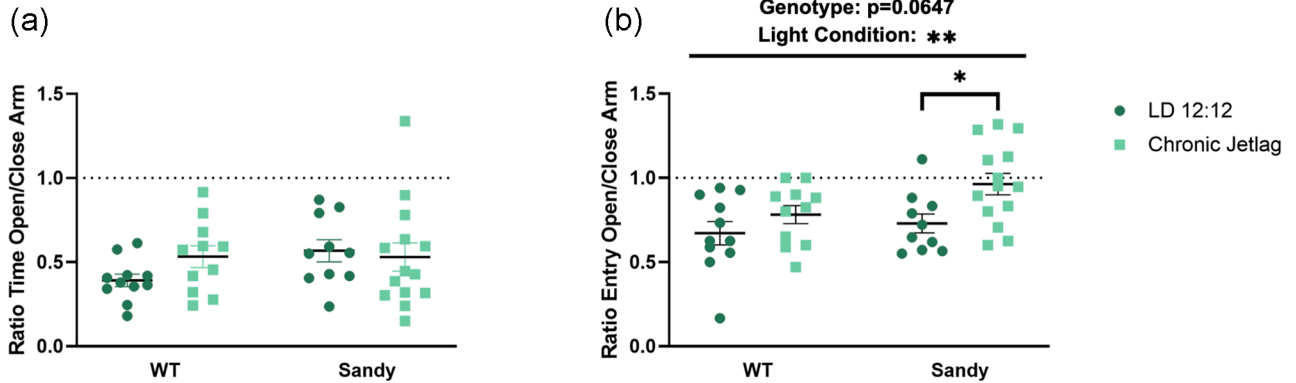 (a)
Ratio Time Open/Close Arm
1.5
1.0
0.5
0.0
WT
Sandy
(b)
Genotype: p=0.0647
Light Condition: **
*
Ratio Entry Open/Close Arm
1.5
1.0
0.5
0.0
WT
Sandy
LD 12:12
Chronic Jetlag